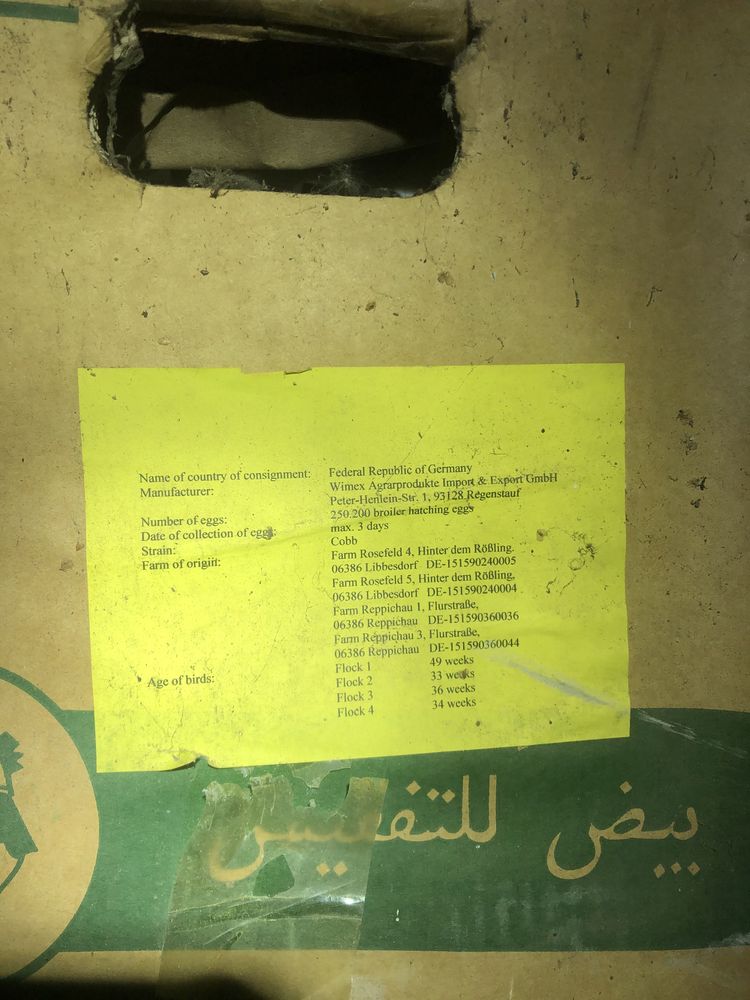 Name of country of consignment: Federal Republic of Germany
Manufacturer: Wimex Agrarprodukte Import & Export GmbH
Peter-Henlein-Str. 1, 93128 Regenstauf
Number of eggs: 250.200 broiler hatching eggs
Date of collection of eggs: max. 3 days
Strain: Cobb
Farm of origin: Farm Rosefeld 4, Hinter dem Rößling.
06386 Libbesdorf DE-151590240005
Farm Rosefeld 5, Hinter dem Rößling,
06386 Libbesdorf DE-151590240004
Farm Reppichau 1, Flurstraße,
06386 Reppichau DE-151590360036
Farm Reppichau 3, Flurstraße,
06386 Reppichau DE-151590360044
Age of birds: Flock 1 49 weeks
Flock 2 33 weeks
Flock 3 36 weeks
Flock 4 34 weeks
بيض للتفقيس